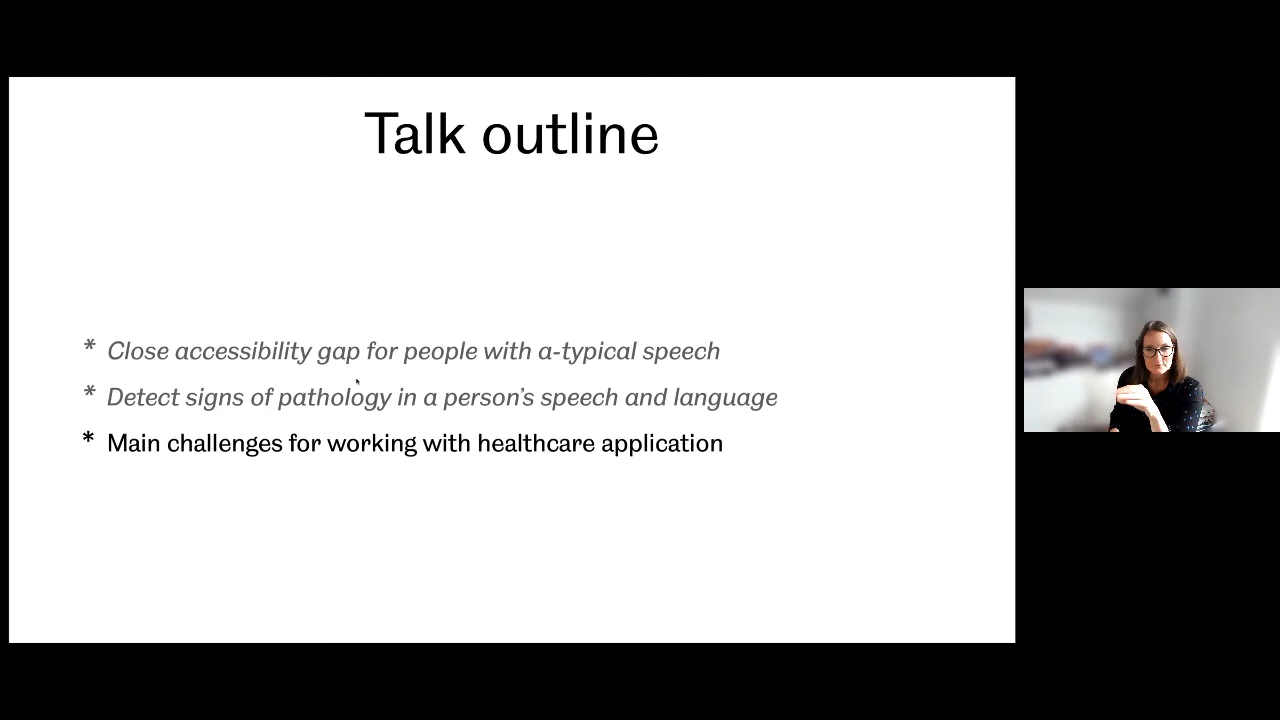 Talk outline
* Close accessibility gap for people with a-typical speech
* Detect signs of pathology in a person's speech and language
* Main challenges for working with healthcare application